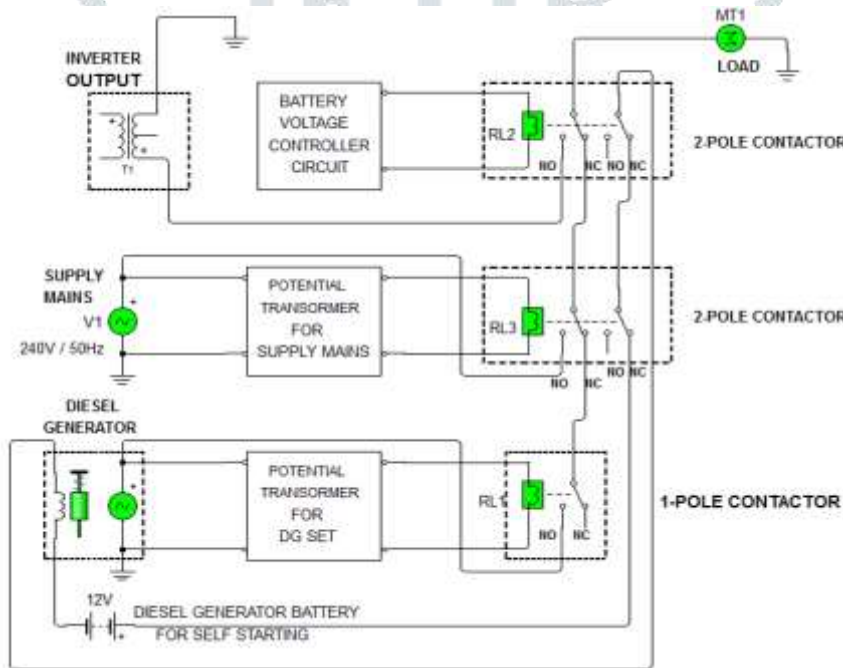 MT1
LOAD
INVERTER
OUTPUT
T1
BATTERY
VOLTAGE
CONTROLLER
CIRCUIT
RL2
NO
NC
NO
NC
2-POLE CONTACTOR
SUPPLY
MAINS
V1
240V / 50Hz
POTENTIAL
TRANSORMER
FOR
SUPPLY MAINS
RL3
NO
NC
NO
NC
2-POLE CONTACTOR
DIESEL
GENERATOR
POTENTIAL
TRANSORMER
FOR
DG SET
RL1
NO
NC
1-POLE CONTACTOR
12V
DIESEL GENERATOR BATTERY
FOR SELF STARTING